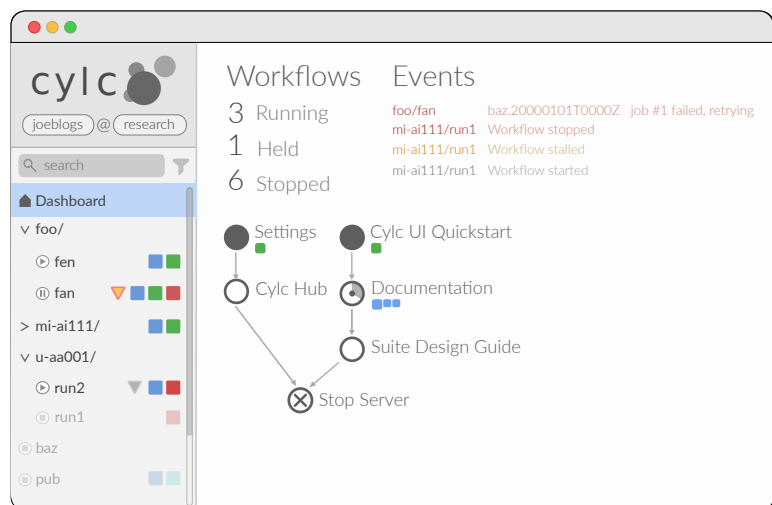 cylc
joeblogs @ research
search
Dashboard
foo/
fen
fan
mi-ai111/
u-aa001/
run2
run1
baz
pub
Workflows
3 Running
1 Held
6 Stopped
Events
foo/fan baz.20000101T0000Z job #1 failed, retrying
mi-ai111/run1 Workflow stopped
mi-ai111/run1 Workflow stalled
mi-ai111/run1 Workflow started
Settings
Cylc UI Quickstart
Cylc Hub
Documentation
Suite Design Guide
Stop Server